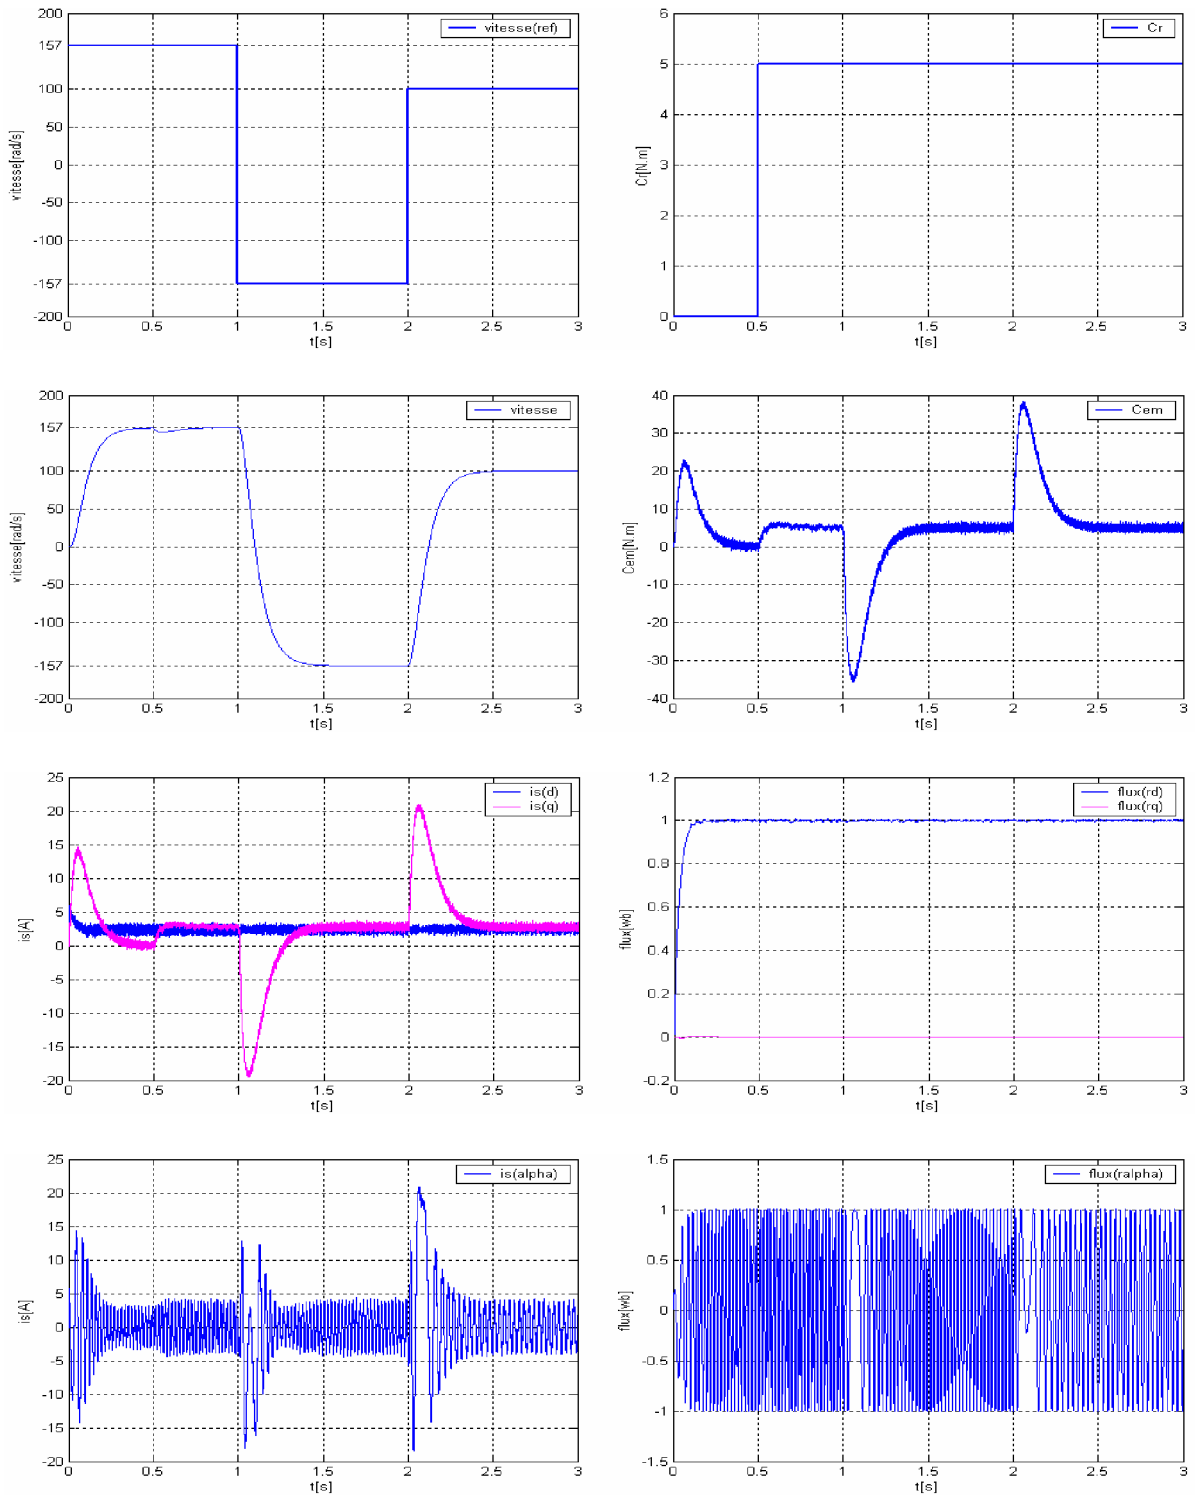 200
157
100
50
0
-50
-100
-157
-200
vitesse[rad/s]
vitesse(ref)
0 0.5 1 1.5 2 2.5 3
t[s]
6
5
4
3
2
1
0
Cr[N.m]
Cr
0 0.5 1 1.5 2 2.5 3
t[s]
200
157
100
50
0
-50
-100
-157
-200
vitesse[rad/s]
vitesse
0 0.5 1 1.5 2 2.5 3
t[s]
40
30
20
10
0
-10
-20
-30
-40
Cem[N.m]
Cem
0 0.5 1 1.5 2 2.5 3
t[s]
25
20
15
10
5
0
-5
-10
-15
-20
is[A]
is(d)
is(q)
0 0.5 1 1.5 2 2.5 3
t[s]
1.2
1
0.8
0.6
0.4
0.2
0
-0.2
flux[wb]
flux(rd)
flux(rq)
0 0.5 1 1.5 2 2.5 3
t[s]
25
20
15
10
5
0
-5
-10
-15
-20
is[A]
is(alpha)
0 0.5 1 1.5 2 2.5 3
t[s]
1.5
1
0.5
0
-0.5
-1
-1.5
flux[wb]
flux(ralpha)
0 0.5 1 1.5 2 2.5 3
t[s]